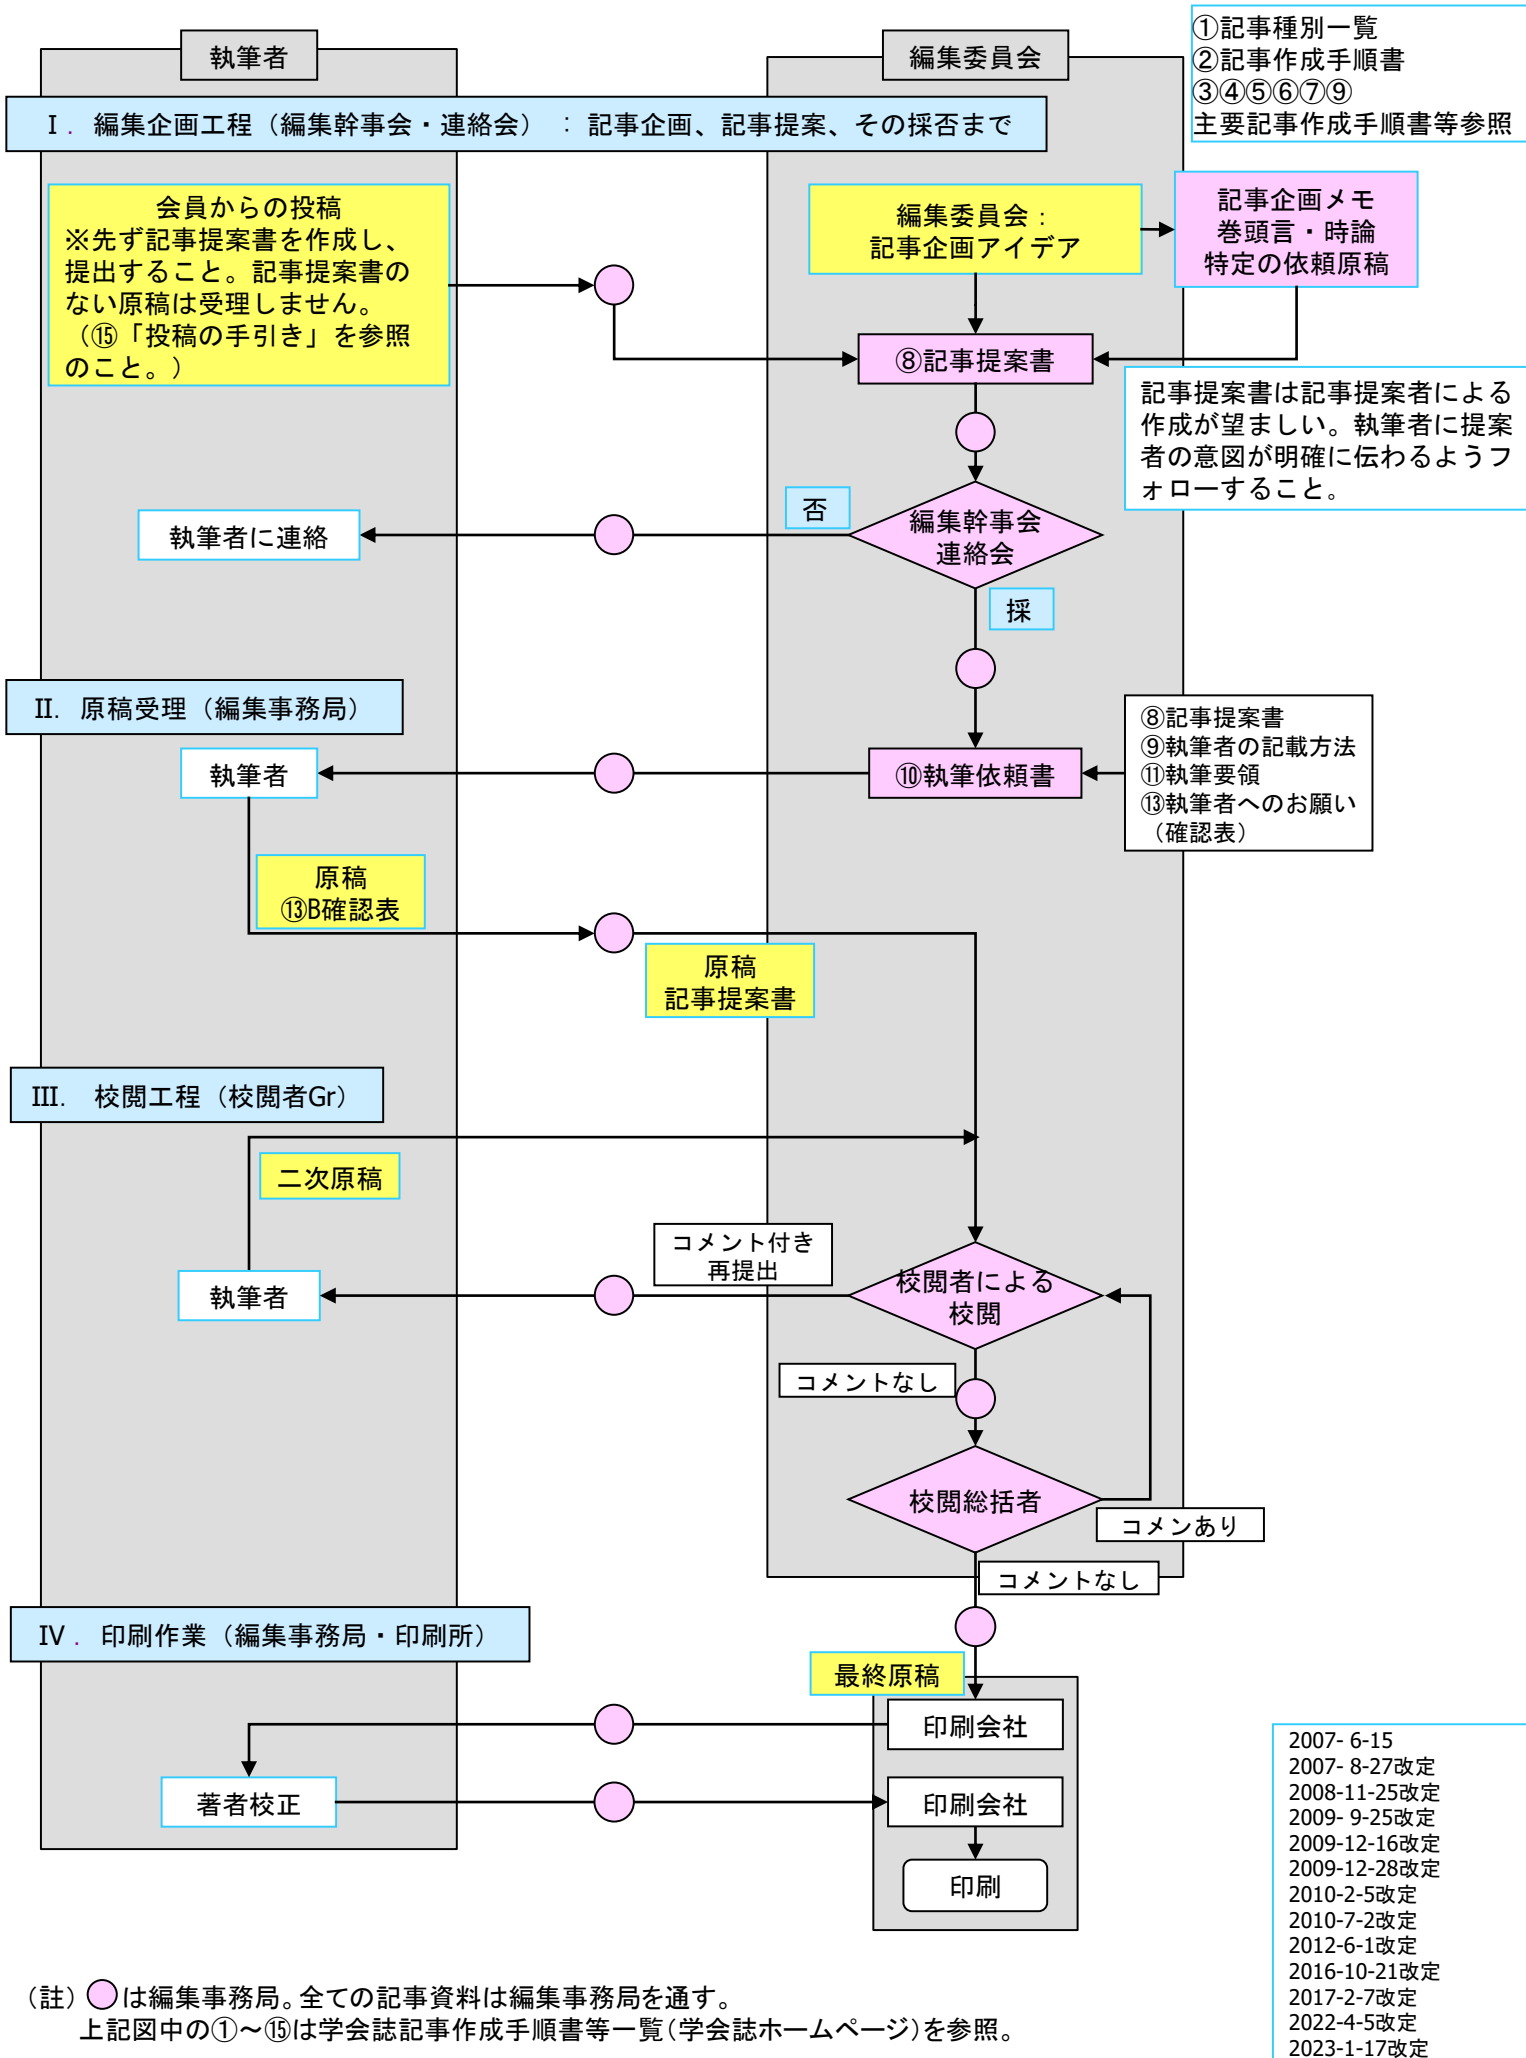 執筆者
編集委員会
①記事種別一覧
②記事作成手順書
③④⑤⑥⑦⑨
主要記事作成手順書等参照
Ⅰ．編集企画工程（編集幹事会・連絡会）：記事企画、記事提案、その採否まで
会員からの投稿
※先ず記事提案書を作成し、
提出すること。記事提案書の
ない原稿は受理しません。
（⑮「投稿の手引き」を参照
のこと。）
編集委員会：
記事企画アイデア
記事企画メモ
巻頭言・時論
特定の依頼原稿
⑧記事提案書
記事提案書は記事提案者による
作成が望ましい。執筆者に提案
者の意図が明確に伝わるようフ
ォローすること。
否
編集幹事会
連絡会
執筆者に連絡
採
II. 原稿受理（編集事務局）
執筆者
⑩執筆依頼書
⑧記事提案書
⑨執筆者の記載方法
⑪執筆要領
⑬執筆者へのお願い
（確認表）
原稿
⑬B確認表
原稿
記事提案書
III. 校閲工程（校閲者Gr）
二次原稿
コメント付き
再提出
執筆者
校閲者による
校閲
コメントなし
校閲総括者
コメンあり
コメントなし
IV．印刷作業（編集事務局・印刷所）
最終原稿
印刷会社
著者校正
印刷会社
印刷
2007- 6-15
2007- 8-27改定
2008-11-25改定
2009- 9-25改定
2009-12-16改定
2009-12-28改定
2010-2-5改定
2010-7-2改定
2012-6-1改定
2016-10-21改定
2017-2-7改定
2022-4-5改定
2023-1-17改定
（註）○は編集事務局。全ての記事資料は編集事務局を通す。
上記図中の①～⑮は学会誌記事作成手順書等一覧（学会誌ホームページ）を参照。